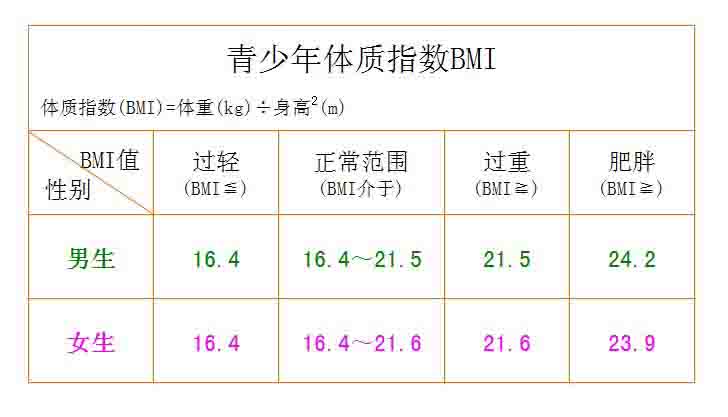 青少年体质指数BMI
体质指数(BMI)=体重(kg)÷身高²(m)
BMI值 性别 过轻 (BMI≦) 正常范围 (BMI介于) 过重 (BMI≧) 肥胖 (BMI≧)
男生 16.4 16.4～21.5 21.5 24.2
女生 16.4 16.4～21.6 21.6 23.9